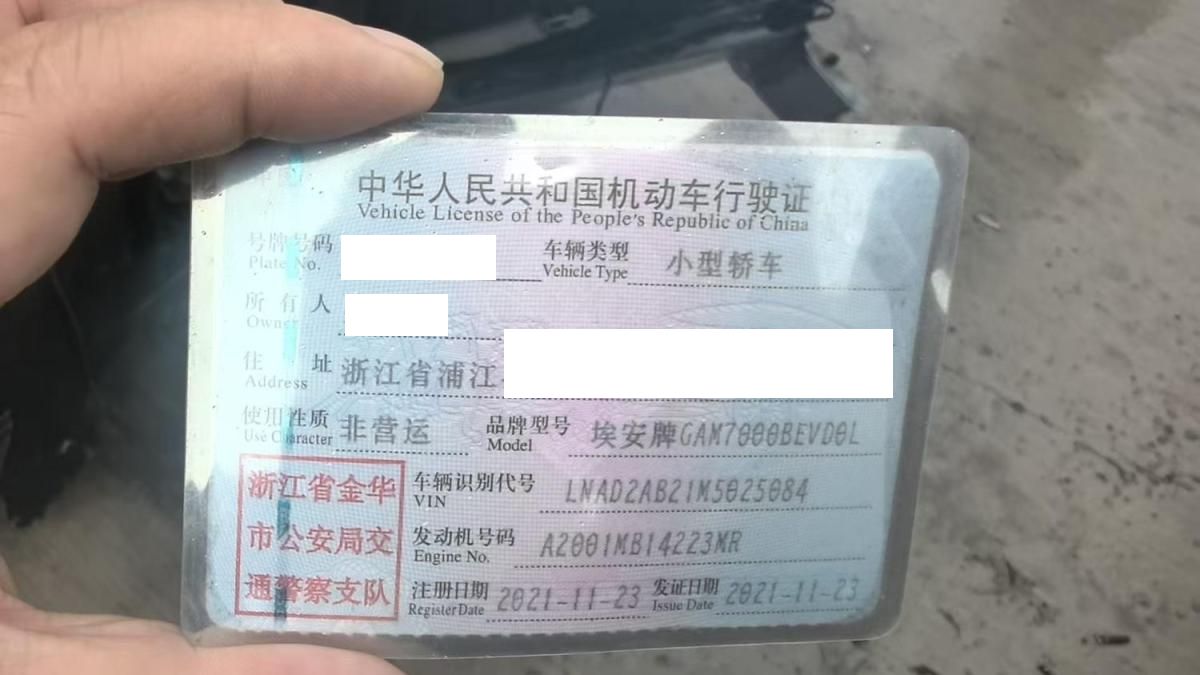 中华人民共和国机动车行驶证
Vehicle License of the People's Republic of China
号牌号码 车辆类型 小型轿车
Plate No. Vehicle Type
所有人
Owner
住址 浙江省浦江
Address
使用性质 非营运 品牌型号 埃安牌GAM7000BEVD0L
Use Character Model
浙江省金华 车辆识别代号 LNAD2AB21M5025084
VIN
市公安局交 发动机号码 A2001MB14223MR
Engine No.
通警察支队 注册日期 2021-11-23 发证日期 2021-11-23
Register Date Issue Date